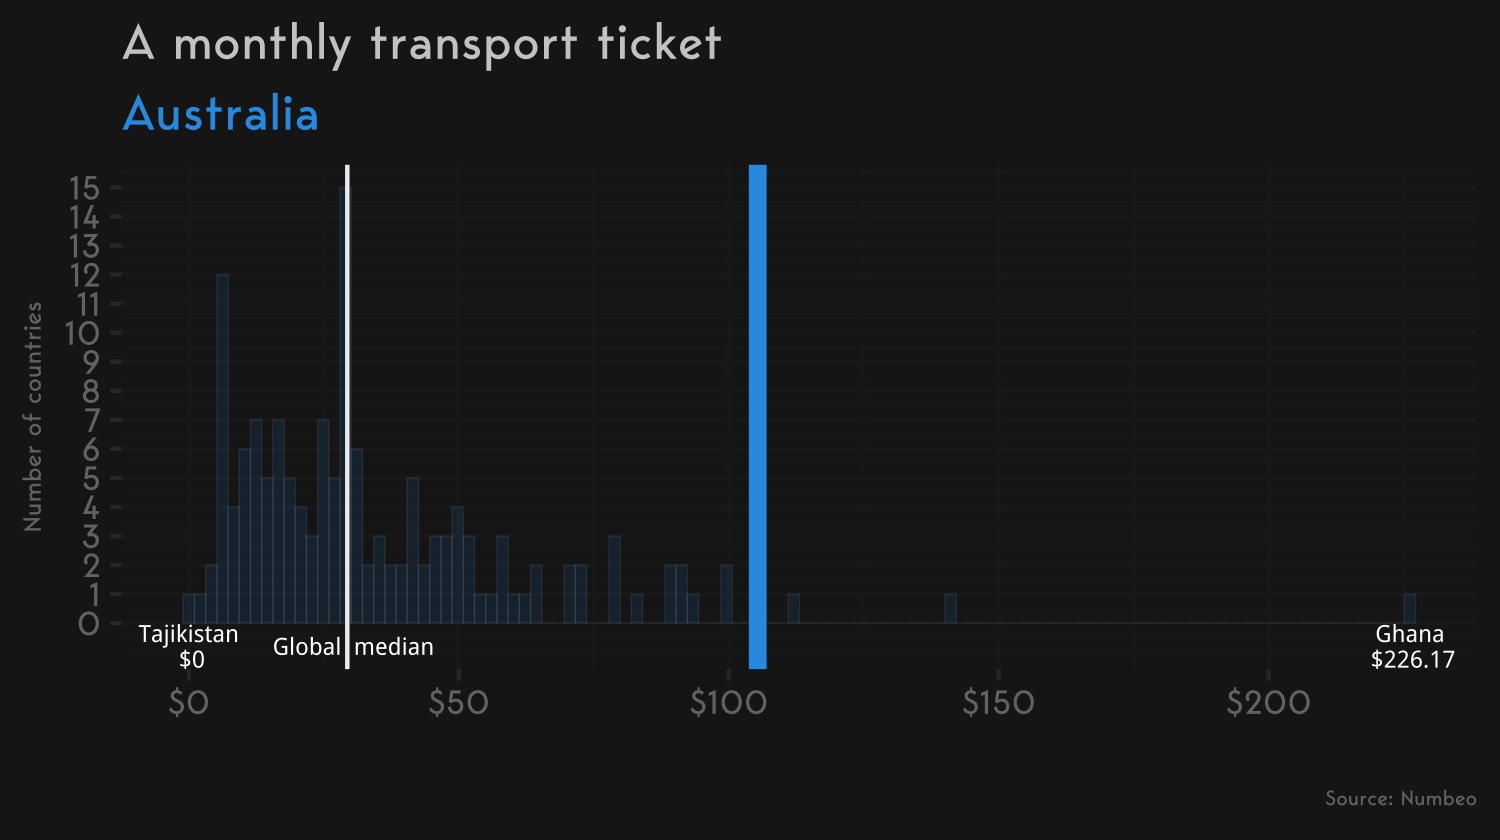 A monthly transport ticket
Australia
Number of countries
15
14
13
12
11
10
9
8
7
6
5
4
3
2
1
0
Tajikistan
$0
Global median
Ghana
$226.17
$0 $50 $100 $150 $200
Source: Numbeo